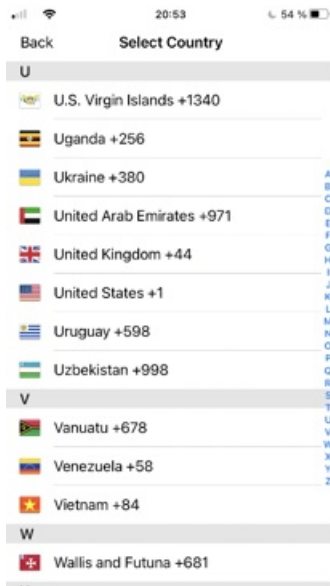 20:53
54 %
Back
Select Country
U
U.S. Virgin Islands +1340
Uganda +256
Ukraine +380
United Arab Emirates +971
United Kingdom +44
United States +1
Uruguay +598
Uzbekistan +998
V
Vanuatu +678
Venezuela +58
Vietnam +84
W
Wallis and Futuna +681
A
B
C
D
E
F
G
H
I
J
K
L
M
N
O
P
Q
R
S
T
U
V
W
X
Y
Z